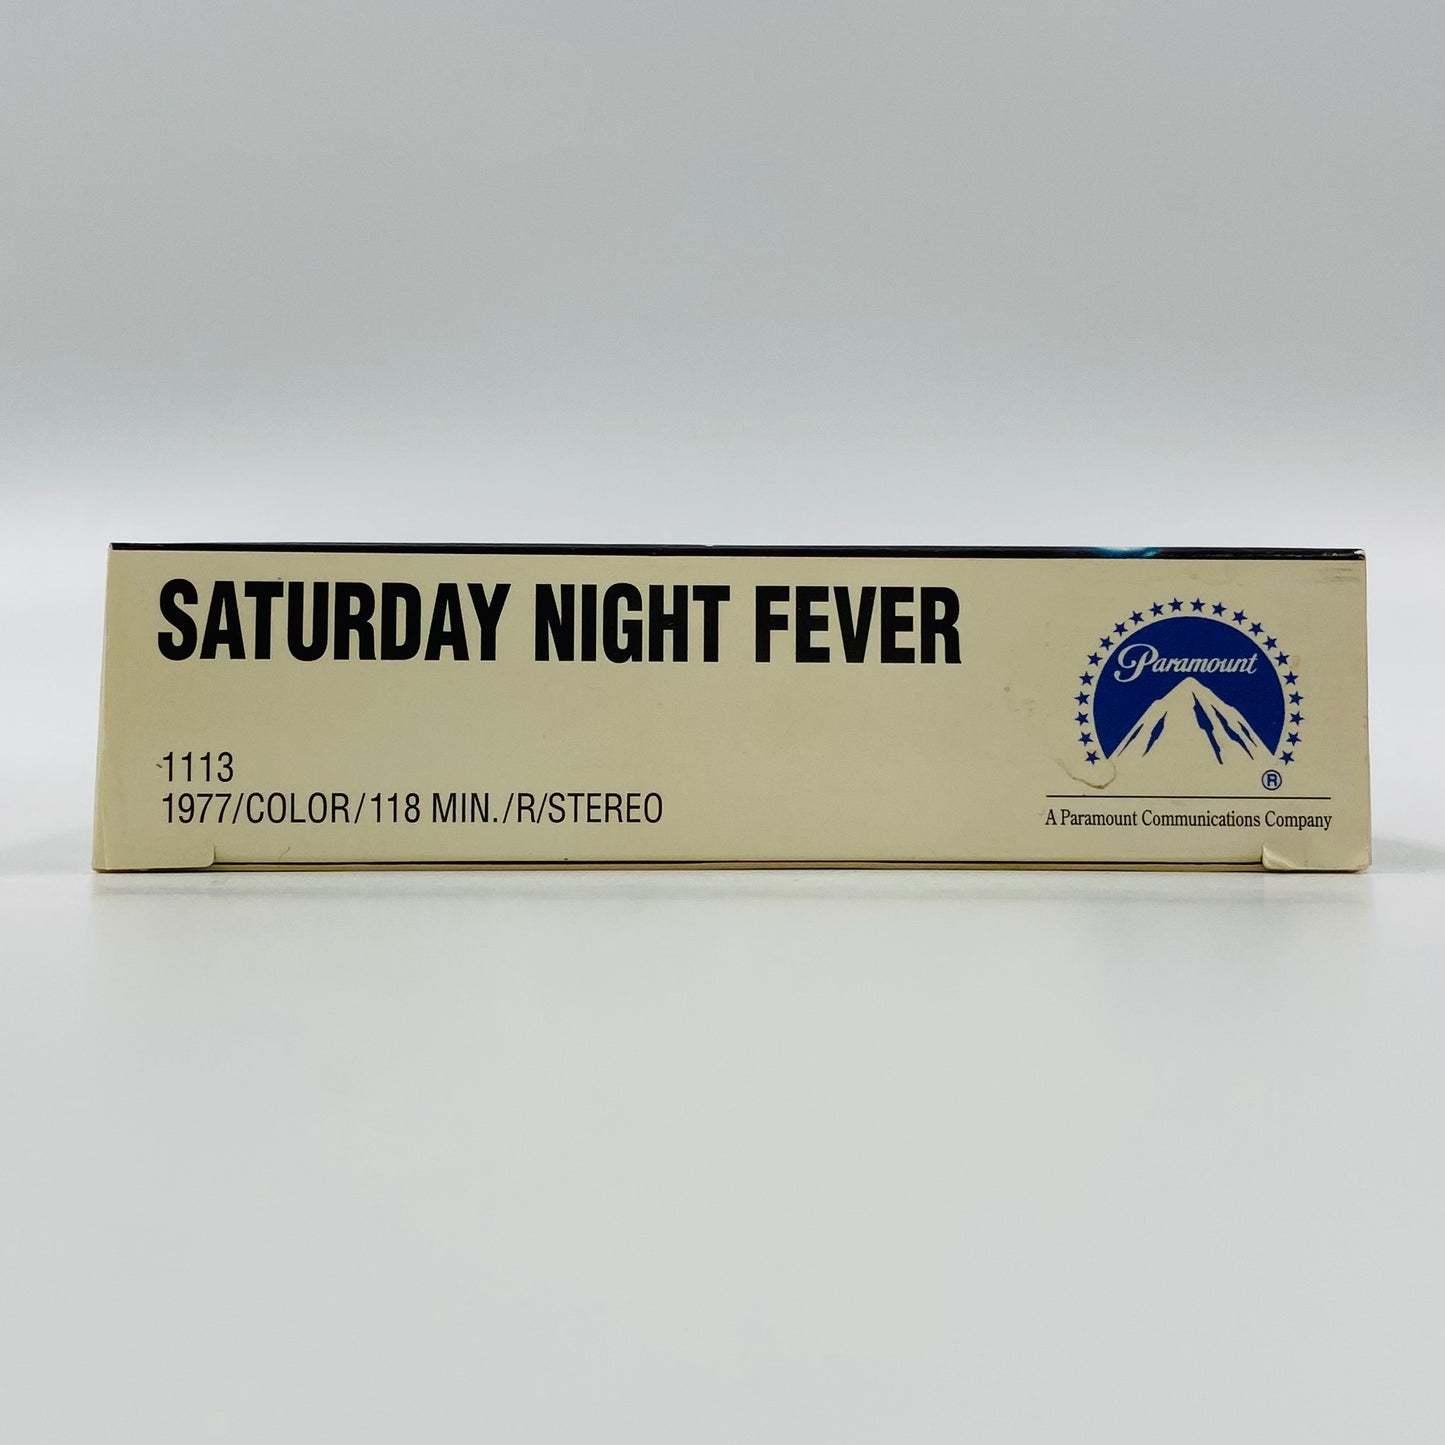 SATURDAY NIGHT FEVER
1113
1977/COLOR/118 MIN./R/STEREO
Paramount
®
A Paramount Communications Company